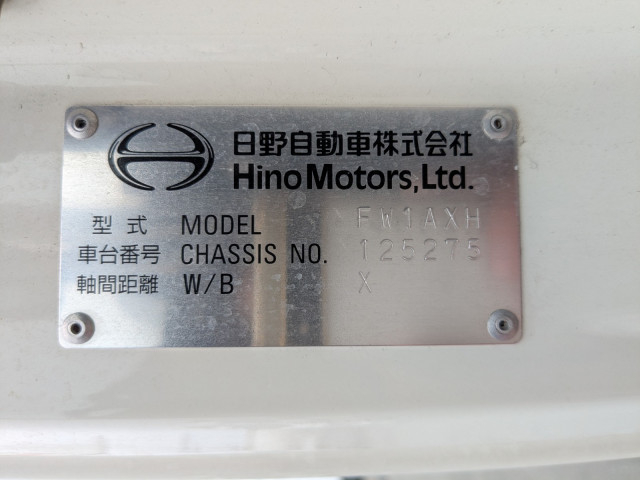 日野自動車株式会社
Hino Motors, Ltd.
型式 MODEL FW1AXH
車台番号 CHASSIS NO. 125275
軸間距離 W/B X